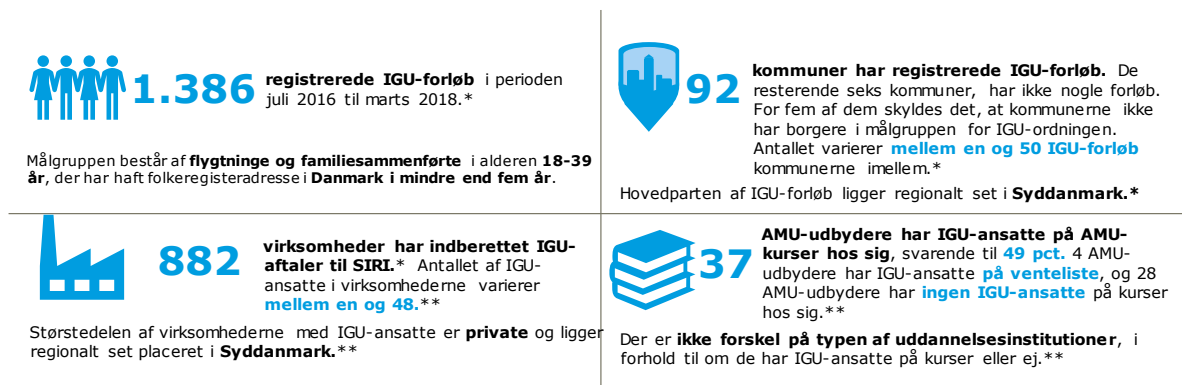 1.386
registrerede IGU-forløb i perioden
juli 2016 til marts 2018.*
Målgruppen består af flygtninge og familiesammenførte i alderen 18-39
år, der har haft folkeregisteradresse i Danmark i mindre end fem år.
92
kommuner har registrerede IGU-forløb. De
resterende seks kommuner, har ikke nogle forløb.
For fem af dem skyldes det, at kommunerne ikke
har borgere i målgruppen for IGU-ordningen.
Antallet varierer mellem en og 50 IGU-forløb
kommunerne imellem.*
Hovedparten af IGU-forløb ligger regionalt set i Syddanmark.*
882
virksomheder har indberettet IGU-
aftaler til SIRI.* Antallet af IGU-
ansatte i virksomhederne varierer
mellem en og 48.**
Størstedelen af virksomhederne med IGU-ansatte er private og ligger
regionalt set placeret i Syddanmark.**
37
AMU-udbydere har IGU-ansatte på AMU-
kurser hos sig, svarende til 49 pct. 4 AMU-
udbydere har IGU-ansatte på venteliste, og 28
AMU-udbydere har ingen IGU-ansatte på kurser
hos sig.**
Der er ikke forskel på typen af uddannelsesinstitutioner, i
forhold til om de har IGU-ansatte på kurser eller ej.**